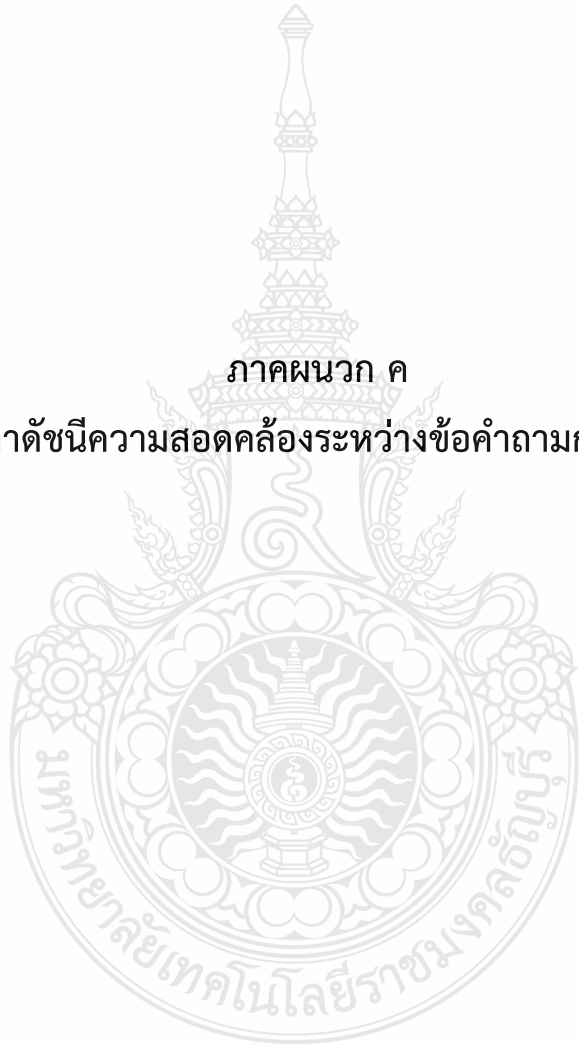 ภาคผนวก ค
าดัชนีความสอดคล้องระหว่างข้อคำถามก
มหาวิทยาลัยเทคโนโลยีราชมงคลธัญบุรี